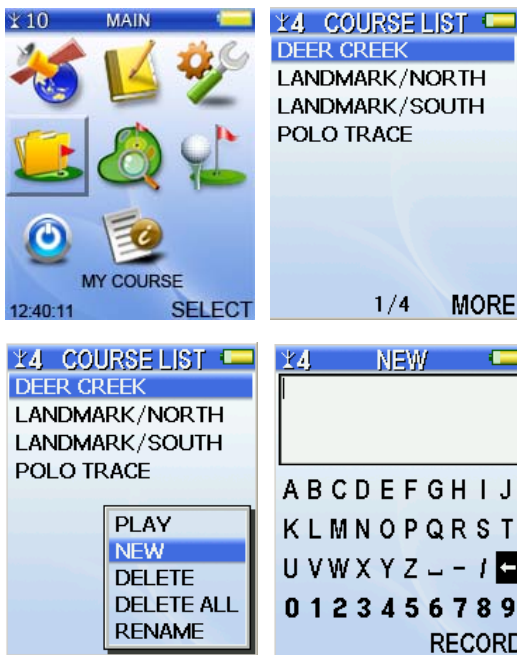 10 MAIN
MY COURSE
12:40:11 SELECT
4 COURSE LIST
DEER CREEK
LANDMARK/NORTH
LANDMARK/SOUTH
POLO TRACE
1/4 MORE
4 COURSE LIST
DEER CREEK
LANDMARK/NORTH
LANDMARK/SOUTH
POLO TRACE
PLAY
NEW
DELETE
DELETE ALL
RENAME
4 NEW
A B C D E F G H I J
K L M N O P Q R S T
U V W X Y Z ⌴ - / ←
0 1 2 3 4 5 6 7 8 9
RECORD